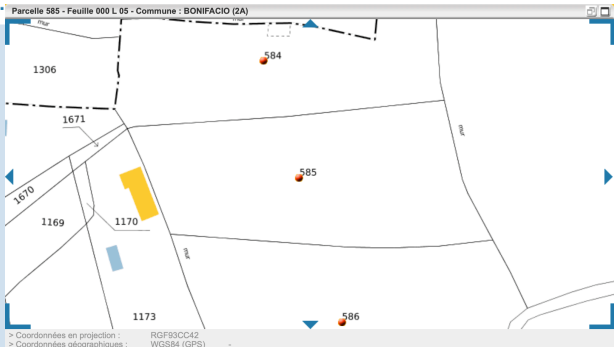 Parcelle 585 - Feuille 000 L 05 - Commune : BONIFACIO (2A)
mur
mur
584
1306
1671
mur
585
1670
1169
1170
mur
1173
586
> Coordonnées en projection : RGF93CC42
> Coordonnées géographiques : WGS84 (GPS) -